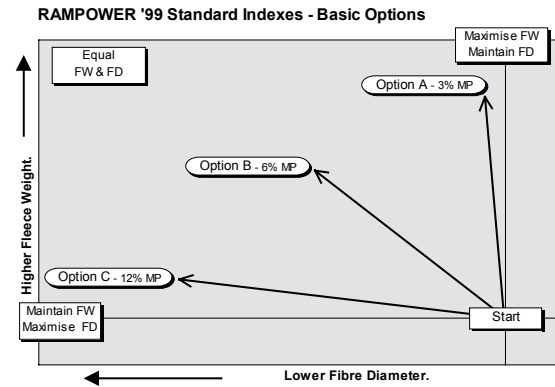 RAMPOWER '99 Standard Indexes - Basic Options
Equal
FW & FD
Maximise FW
Maintain FD
Option A - 3% MP
Option B - 6% MP
Option C - 12% MP
Higher Fleece Weight.
Maintain FW
Maximise FD
Start
Lower Fibre Diameter.